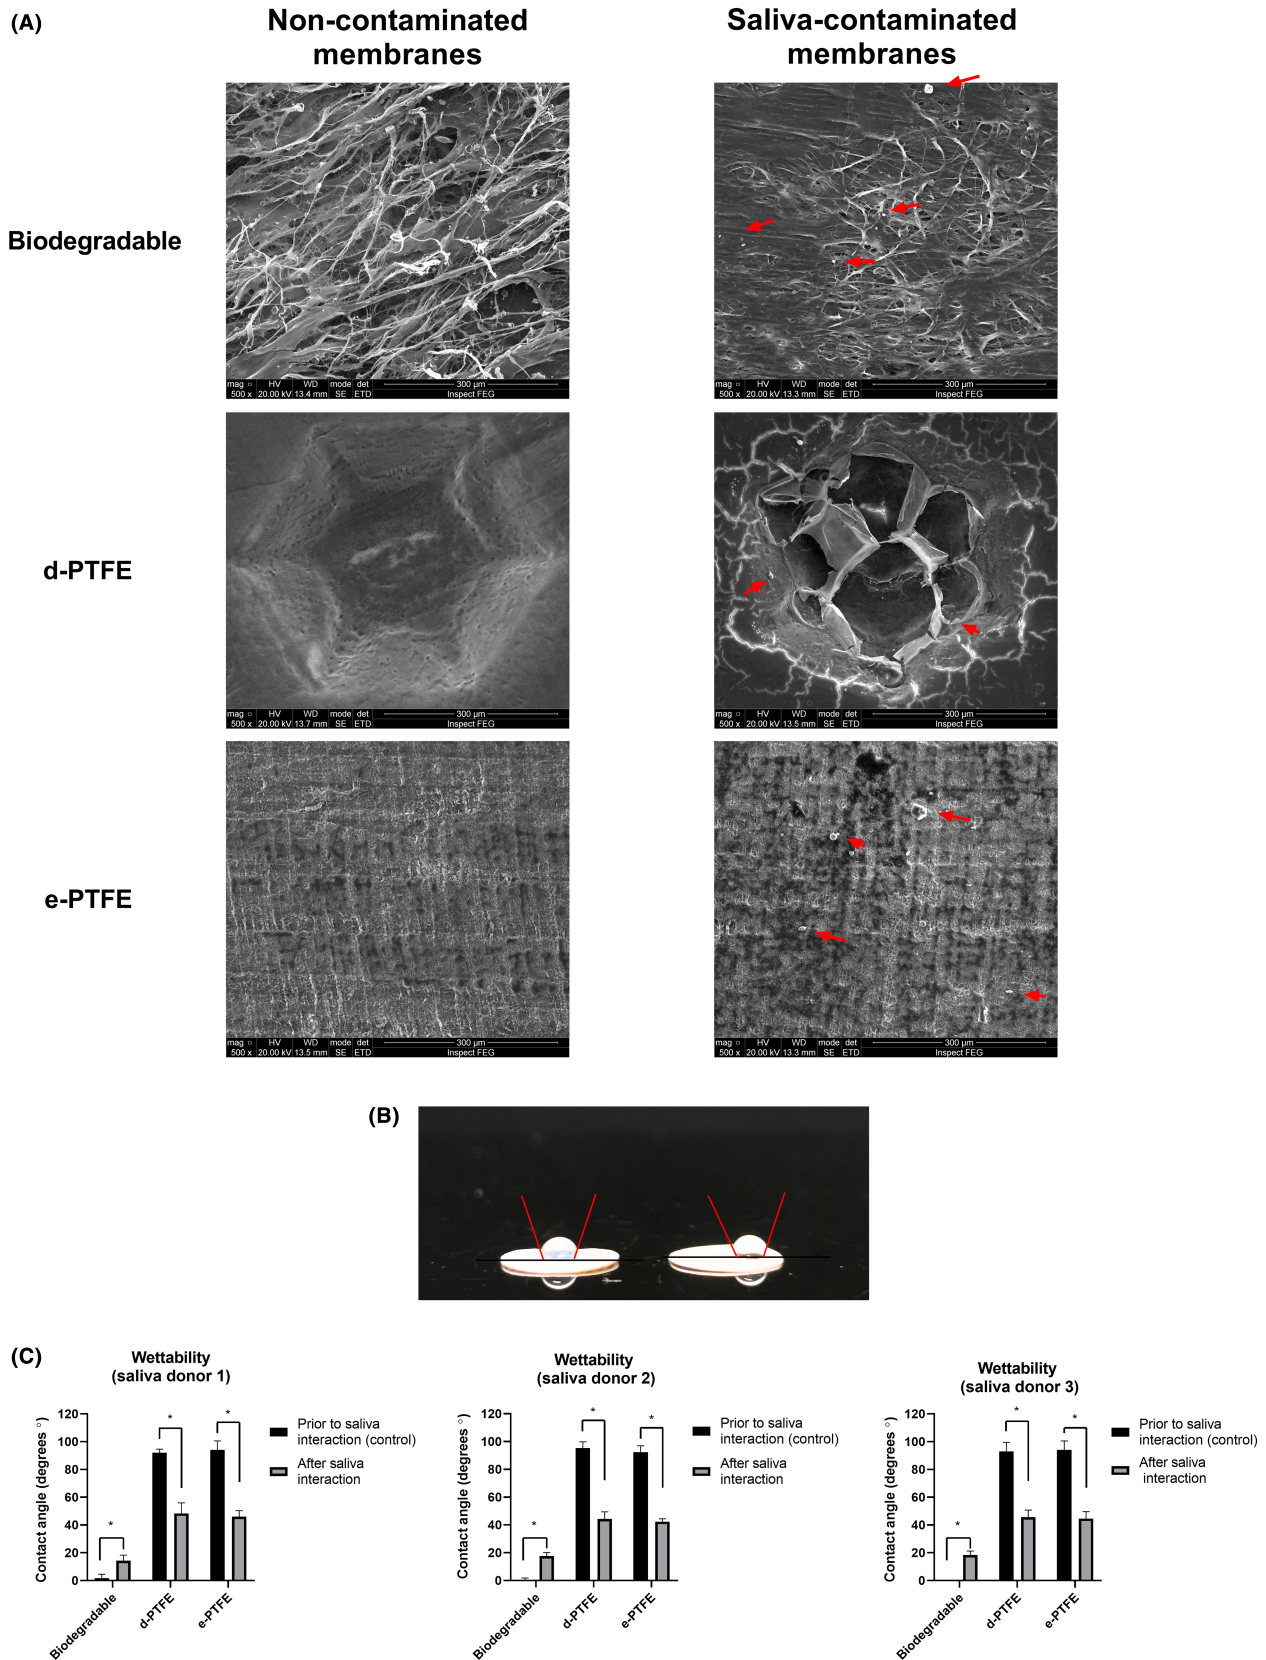 (A)
Non-contaminated
membranes
Saliva-contaminated
membranes
Biodegradable
mag □ HV WD mode det 300 µm
500 x 20.00 kV 13.4 mm SE ETD Inspect FEG
mag □ HV WD mode det 300 µm
500 x 20.00 kV 13.3 mm SE ETD Inspect FEG
d-PTFE
mag □ HV WD mode det 300 µm
500 x 20.00 kV 13.7 mm SE ETD Inspect FEG
mag □ HV WD mode det 300 µm
500 x 20.00 kV 13.5 mm SE ETD Inspect FEG
e-PTFE
mag □ HV WD mode det 300 µm
500 x 20.00 kV 13.5 mm SE ETD Inspect FEG
mag □ HV WD mode det 300 µm
500 x 20.00 kV 13.3 mm SE ETD Inspect FEG
(B)
(C)
Wettability
(saliva donor 1)
Contact angle (degrees °)
120
100
80
60
40
20
0
* * *
Biodegradable
d-PTFE
e-PTFE
Prior to saliva
interaction (control)
After saliva
interaction
Wettability
(saliva donor 2)
Contact angle (degrees °)
120
100
80
60
40
20
0
* * *
Biodegradable
d-PTFE
e-PTFE
Prior to saliva
interaction (control)
After saliva
interaction
Wettability
(saliva donor 3)
Contact angle (degrees °)
120
100
80
60
40
20
0
* * *
Biodegradable
d-PTFE
e-PTFE
Prior to saliva
interaction (control)
After saliva
interaction